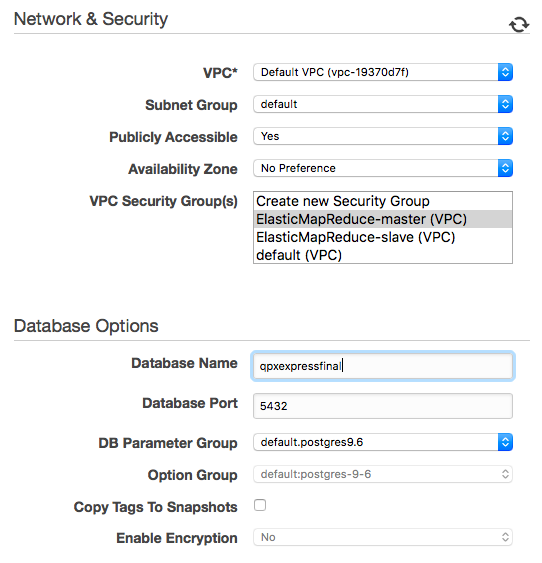 Network & Security
VPC* Default VPC (vpc-19370d7f)
Subnet Group default
Publicly Accessible Yes
Availability Zone No Preference
VPC Security Group(s) Create new Security Group
ElasticMapReduce-master (VPC)
ElasticMapReduce-slave (VPC)
default (VPC)
Database Options
Database Name qpxexpressfinal
Database Port 5432
DB Parameter Group default.postgres9.6
Option Group default:postgres-9-6
Copy Tags To Snapshots
Enable Encryption No